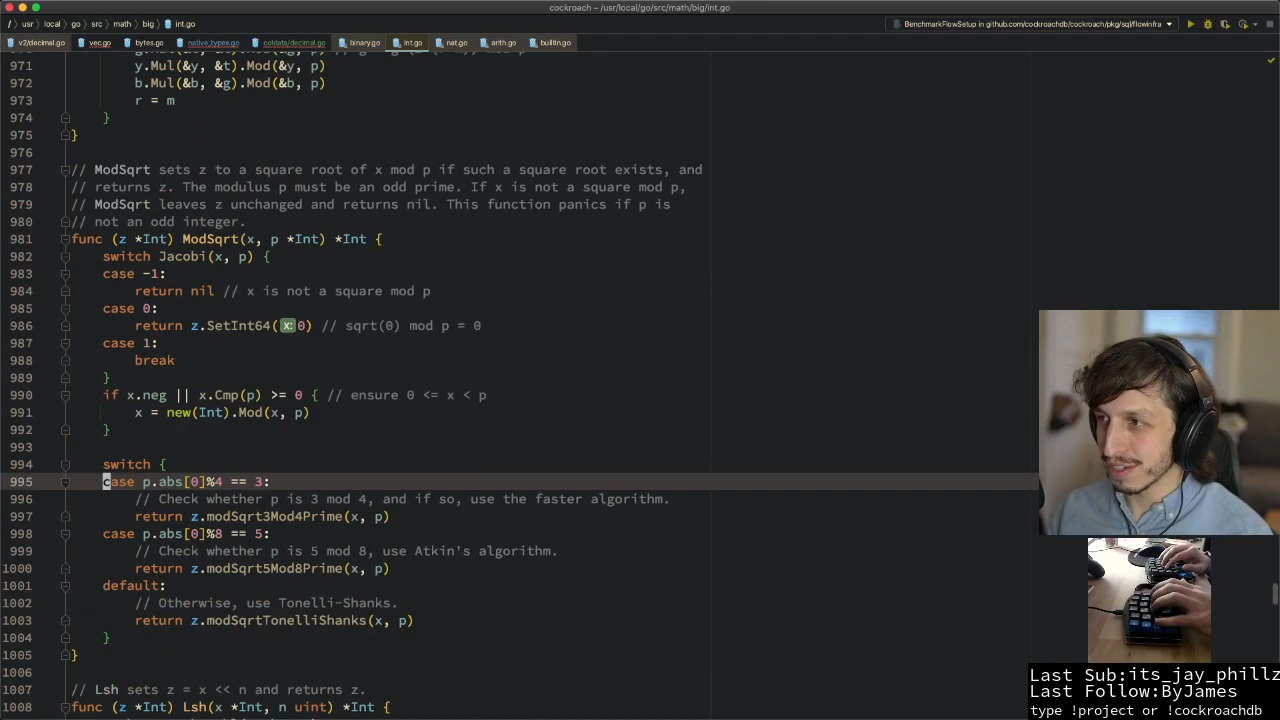 cockroach – /usr/local/go/src/math/big/int.go
/ usr local go src math big int.go
BenchmarkFlowSetup in github.com/cockroachdb/cockroach/pkg/sql/flowinfra
v2/decimal.go vec.go bytes.go native_types.go coldata/decimal.go binary.go int.go nat.go arith.go builtin.go
971 y.Mul(&y, &t).Mod(&y, p)
972 b.Mul(&b, &g).Mod(&b, p)
973 r = m
974 }
975 }
976
977 // ModSqrt sets z to a square root of x mod p if such a square root exists, and
978 // returns z. The modulus p must be an odd prime. If x is not a square mod p,
979 // ModSqrt leaves z unchanged and returns nil. This function panics if p is
980 // not an odd integer.
981 func (z *Int) ModSqrt(x, p *Int) *Int {
982 switch Jacobi(x, p) {
983 case -1:
984 return nil // x is not a square mod p
985 case 0:
986 return z.SetInt64( x: 0) // sqrt(0) mod p = 0
987 case 1:
988 break
989 }
990 if x.neg || x.Cmp(p) >= 0 { // ensure 0 <= x < p
991 x = new(Int).Mod(x, p)
992 }
993
994 switch {
995 case p.abs[0]%4 == 3:
996 // Check whether p is 3 mod 4, and if so, use the faster algorithm.
997 return z.modSqrt3Mod4Prime(x, p)
998 case p.abs[0]%8 == 5:
999 // Check whether p is 5 mod 8, use Atkin's algorithm.
1000 return z.modSqrt5Mod8Prime(x, p)
1001 default:
1002 // Otherwise, use Tonelli-Shanks.
1003 return z.modSqrtTonelliShanks(x, p)
1004 }
1005 }
1006
1007 // Lsh sets z = x << n and returns z.
1008 func (z *Int) Lsh(x *Int, n uint) *Int {
Last Sub:its_jay_phillz
Last Follow:ByJames
type !project or !cockroachdb